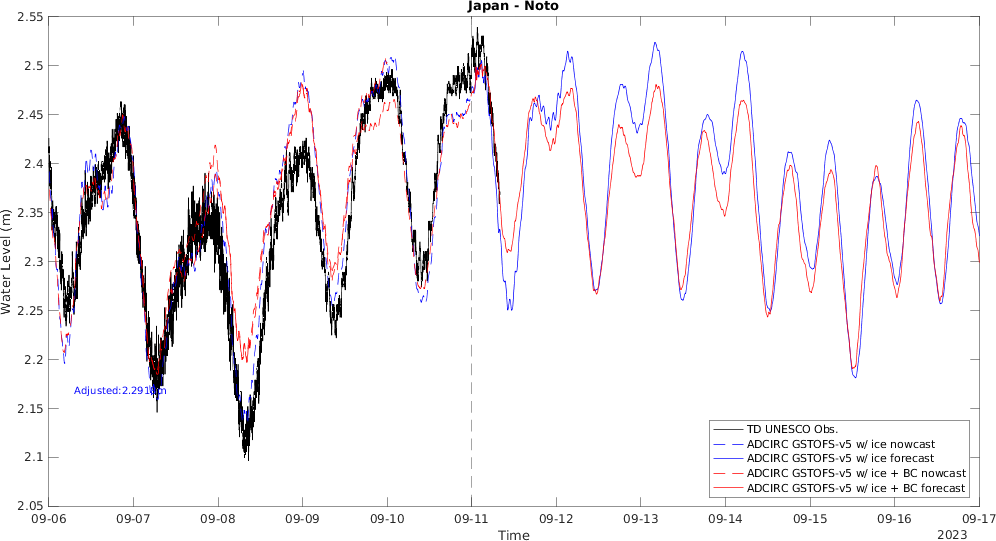 Japan - Noto
2.55
2.5
2.45
2.4
2.35
2.3
2.25
2.2
2.15
2.1
2.05
Water Level (m)
09-06 09-07 09-08 09-09 09-10 09-11 09-12 09-13 09-14 09-15 09-16 09-17
Time
2023
TD UNESCO Obs.
ADCIRC GSTOFS-v5 w/ ice nowcast
ADCIRC GSTOFS-v5 w/ ice forecast
ADCIRC GSTOFS-v5 w/ ice + BC nowcast
ADCIRC GSTOFS-v5 w/ ice + BC forecast